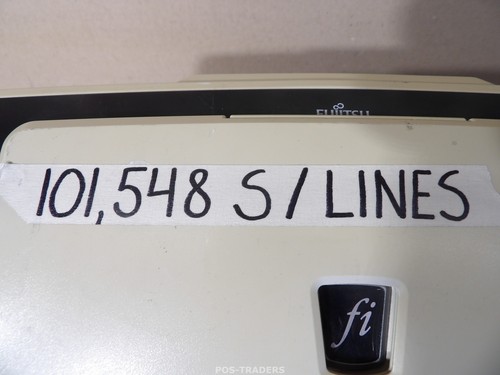 FUJITSU
101,548 S/LINES
fi
POS-TRADERS